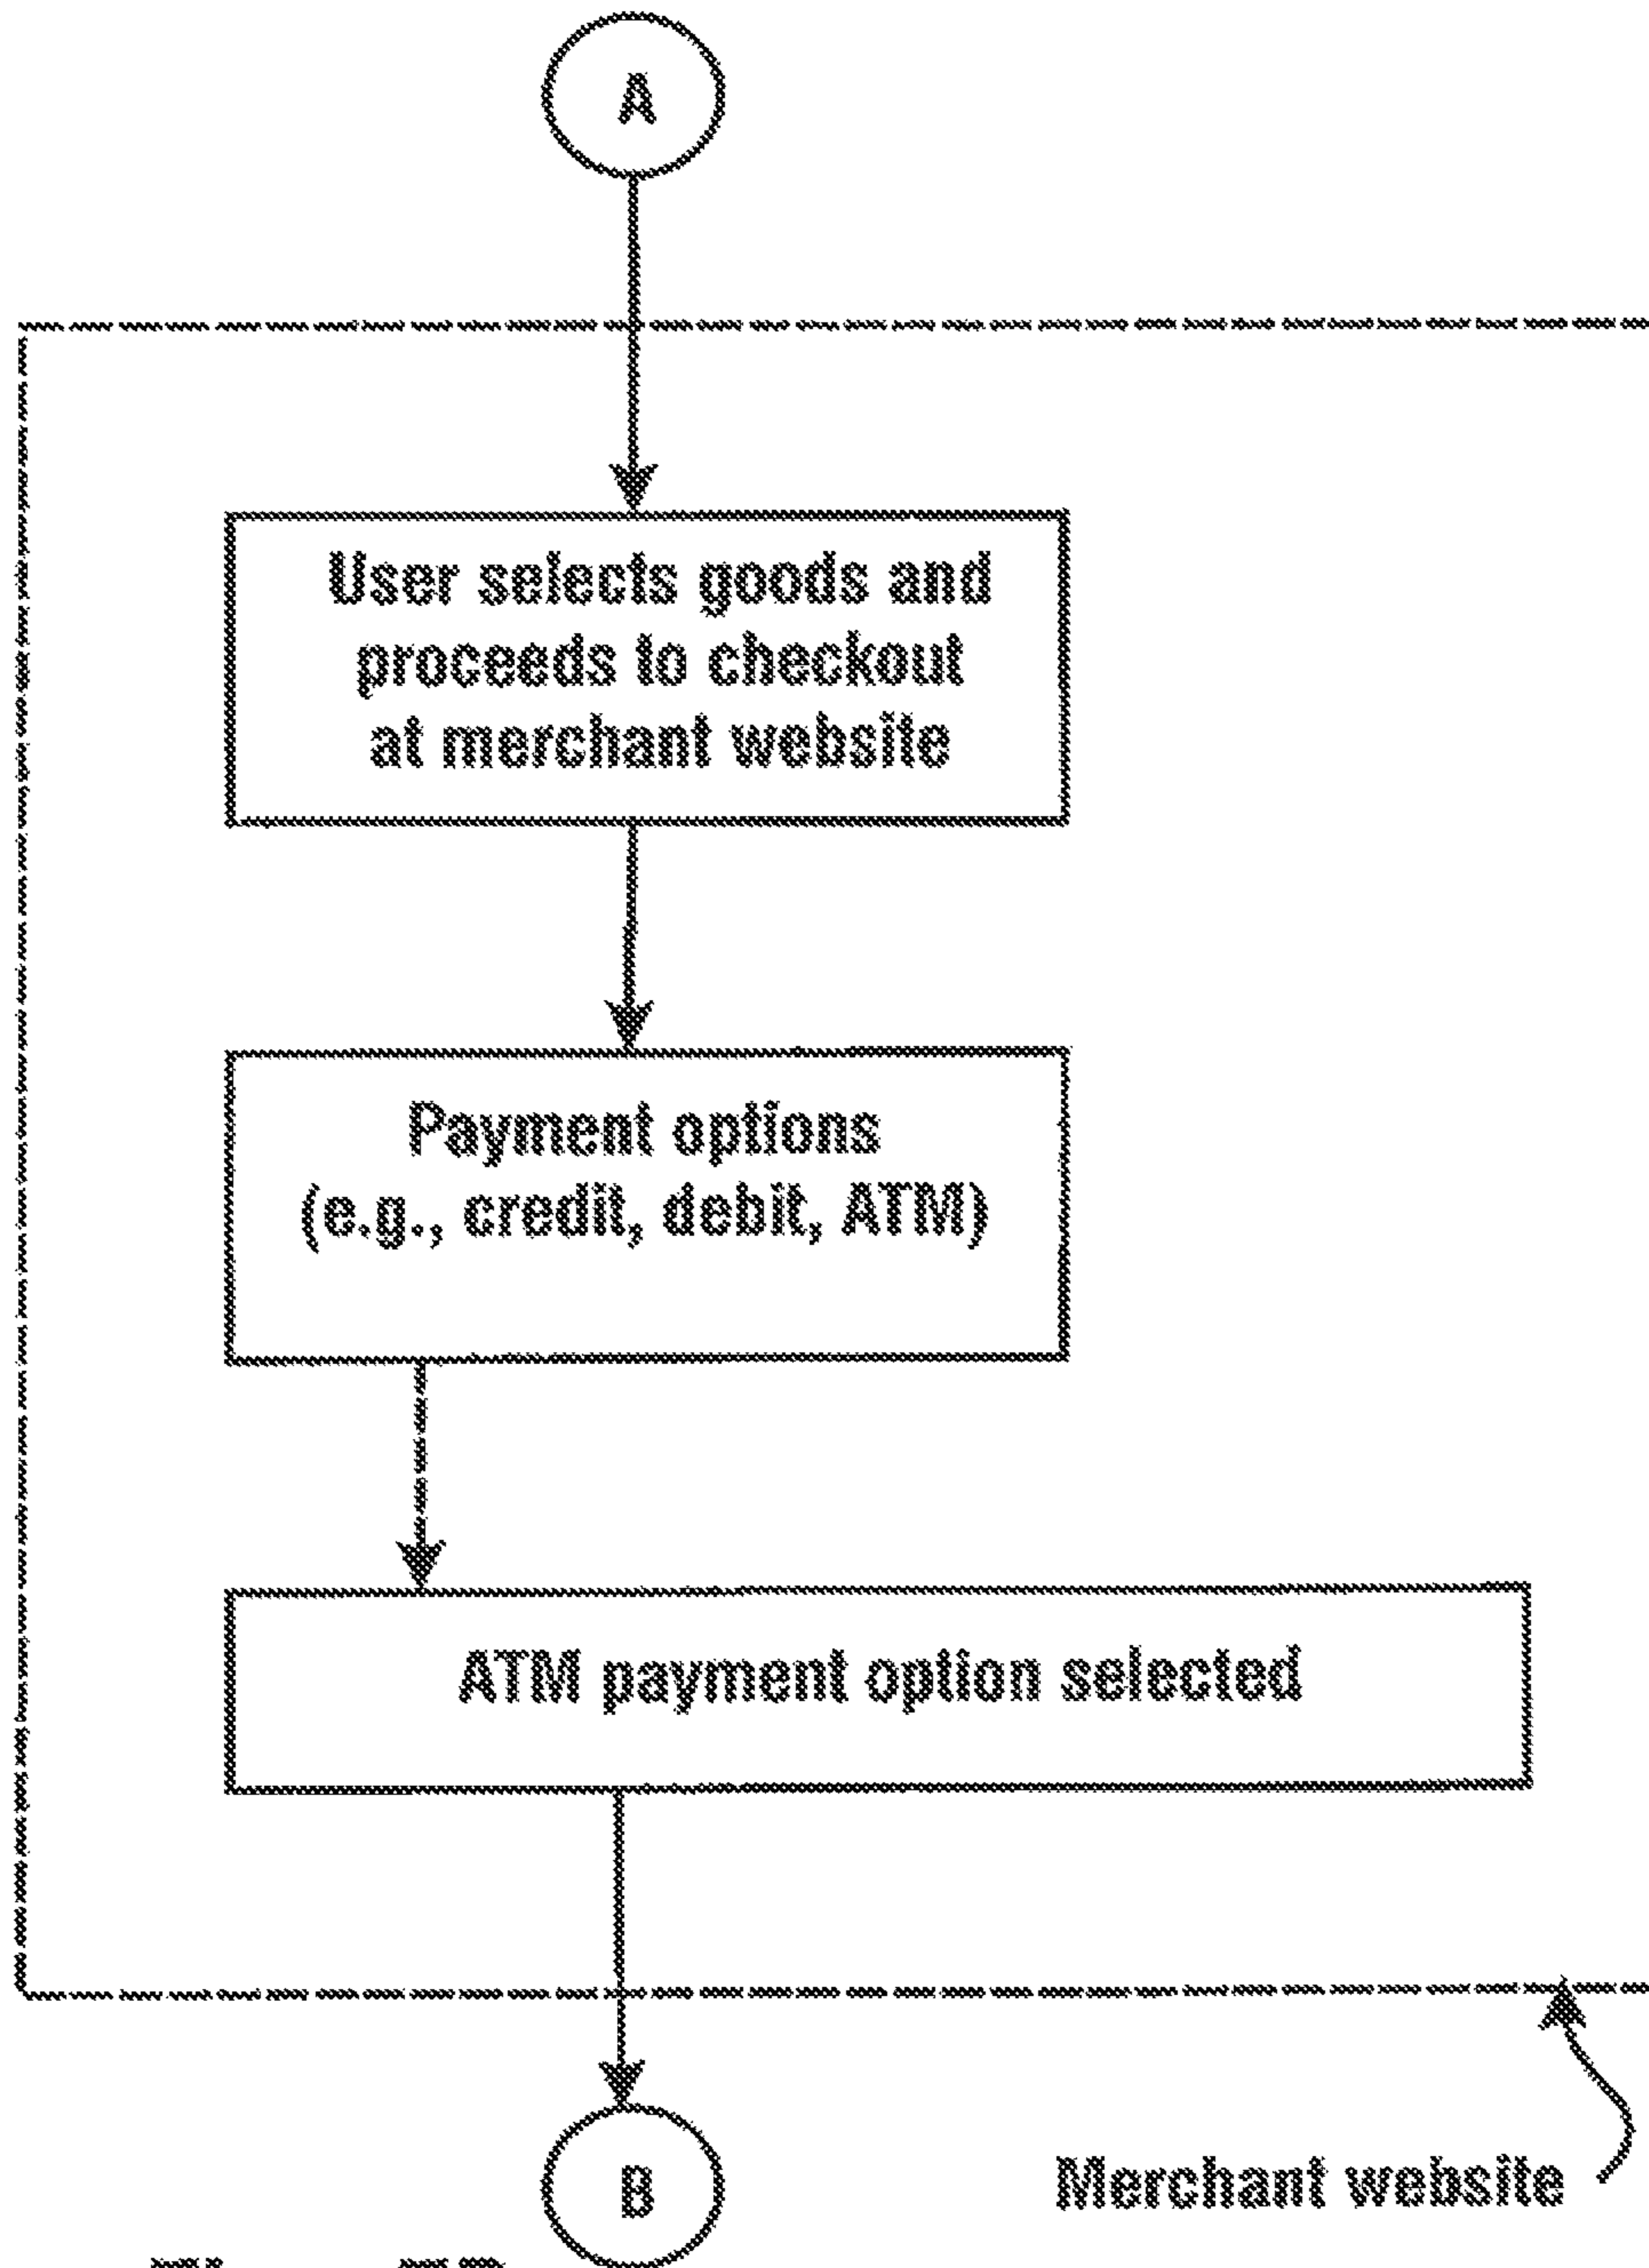 A
User selects goods and
proceeds to checkout
at merchant website
Payment options
(e.g., credit, debit, ATM)
ATM payment option selected
B
Merchant website